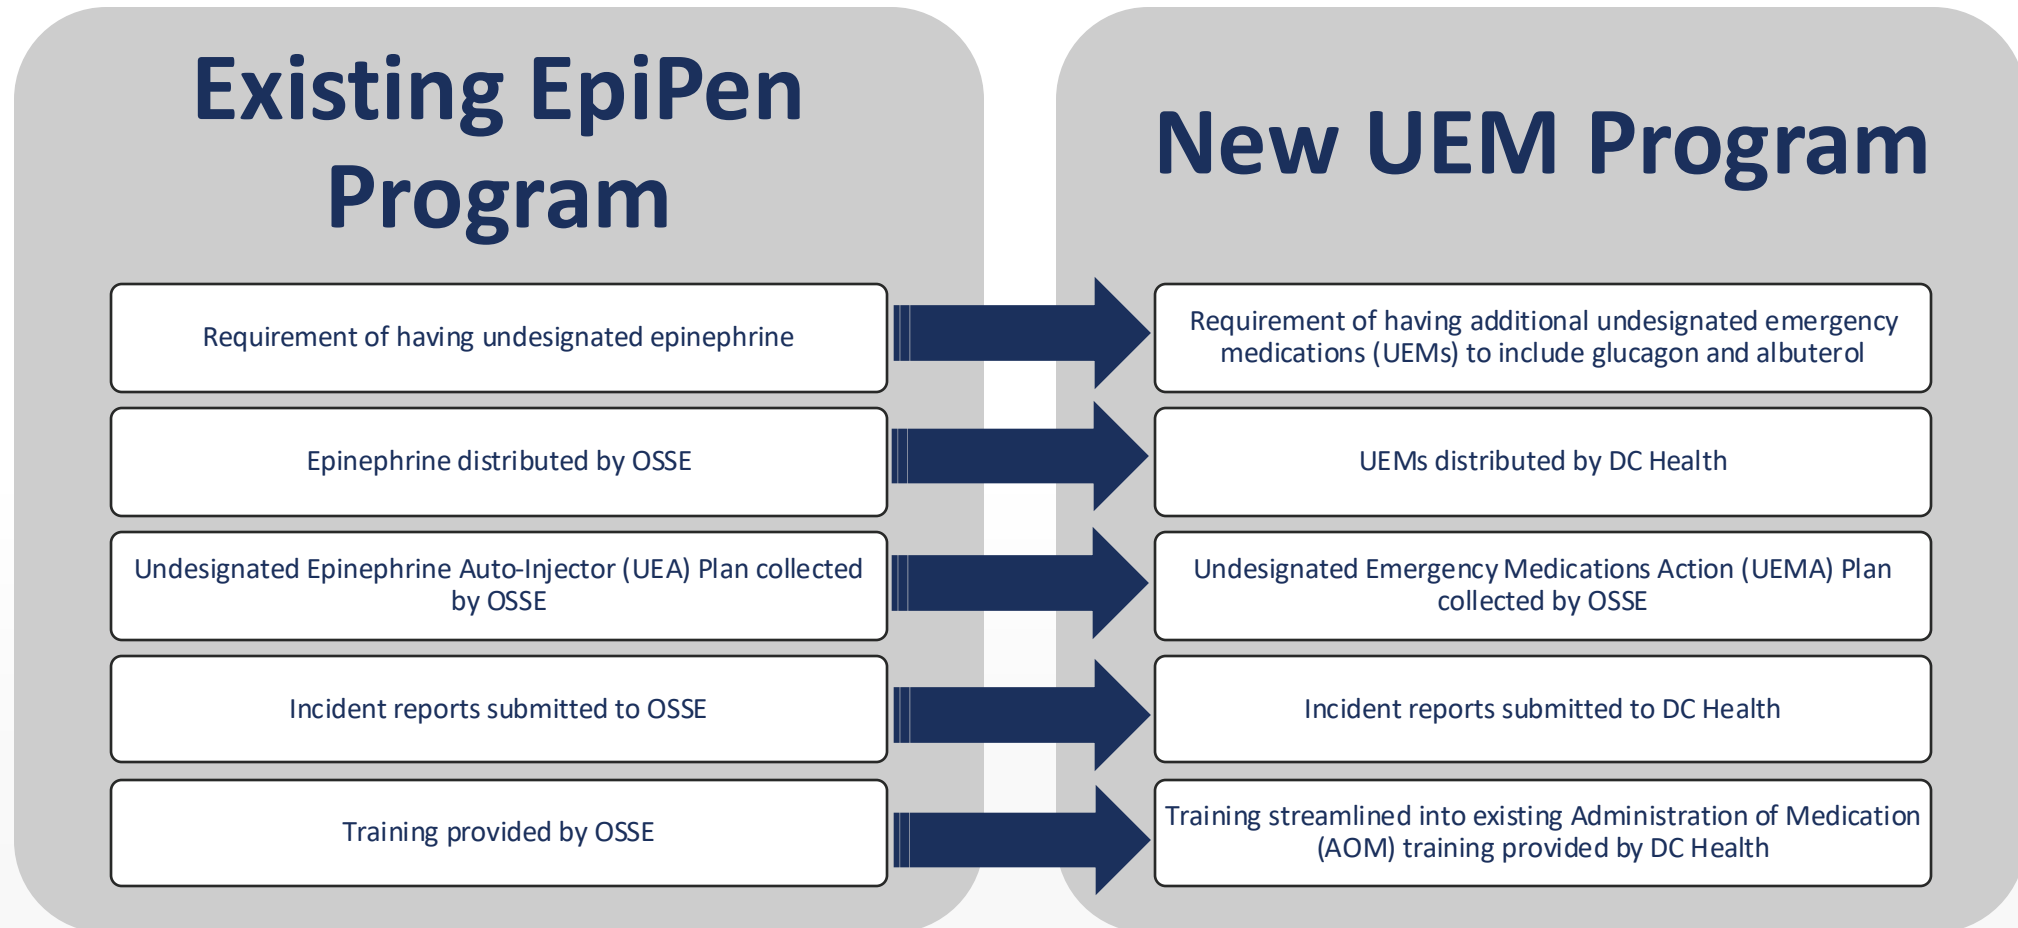 Existing EpiPen
Program
Requirement of having undesignated epinephrine
Epinephrine distributed by OSSE
Undesignated Epinephrine Auto-Injector (UEA) Plan collected
by OSSE
Incident reports submitted to OSSE
Training provided by OSSE
New UEM Program
Requirement of having additional undesignated emergency
medications (UEMs) to include glucagon and albuterol
UEMs distributed by DC Health
Undesignated Emergency Medications Action (UEMA) Plan
collected by OSSE
Incident reports submitted to DC Health
Training streamlined into existing Administration of Medication
(AOM) training provided by DC Health